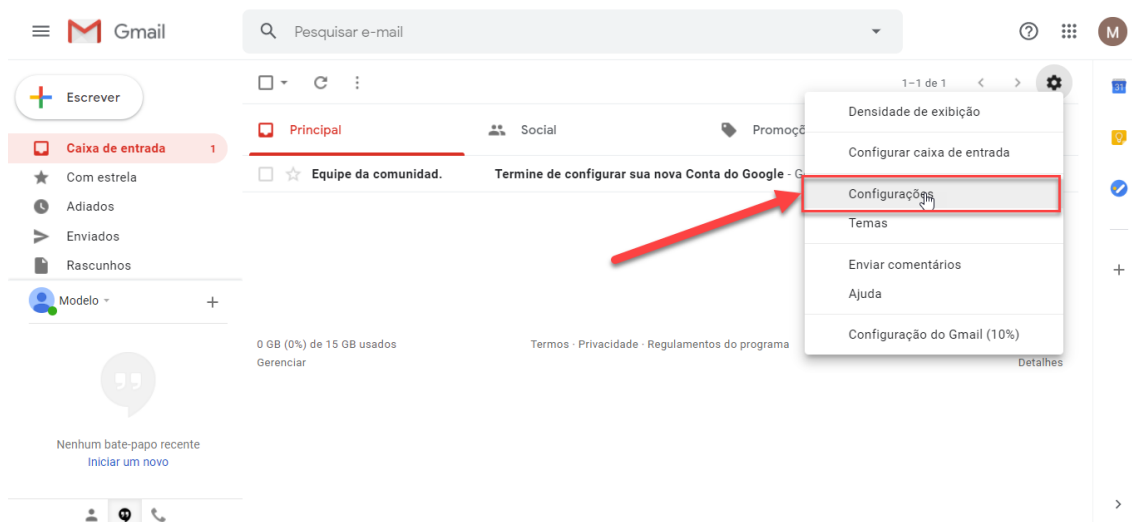 Gmail
Pesquisar e-mail
M
Escrever
1–1 de 1
31
Principal
Social
Promoçõ
Caixa de entrada 1
Equipe da comunidad. Termine de configurar sua nova Conta do Google - G
Com estrela
Adiados
Enviados
Rascunhos
Modelo
Densidade de exibição
Configurar caixa de entrada
Configurações
Temas
Enviar comentários
Ajuda
Configuração do Gmail (10%)
0 GB (0%) de 15 GB usados
Gerenciar
Termos · Privacidade · Regulamentos do programa
Detalhes
Nenhum bate-papo recente
Iniciar um novo